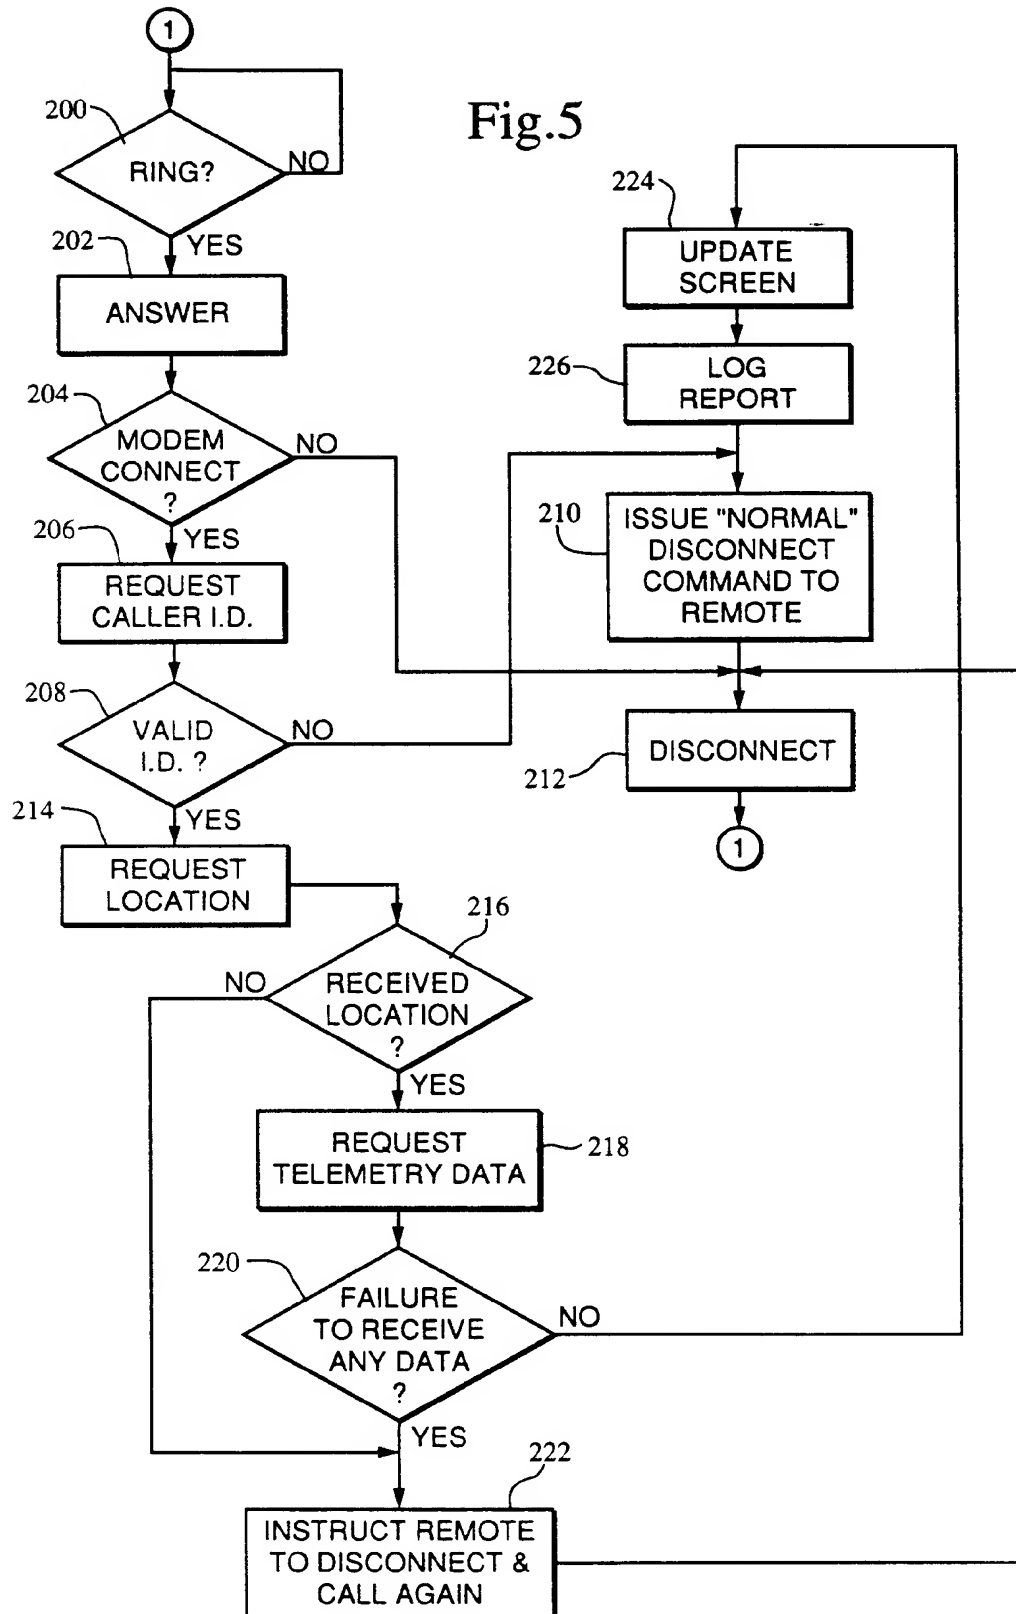 1
Fig.5
200
RING?
NO
YES
202
ANSWER
204
MODEM
CONNECT
?
NO
YES
206
REQUEST
CALLER I.D.
208
VALID
I.D. ?
NO
YES
214
REQUEST
LOCATION
216
RECEIVED
LOCATION
?
NO
YES
REQUEST
TELEMETRY DATA
218
220
FAILURE
TO RECEIVE
ANY DATA
?
NO
YES
222
INSTRUCT REMOTE
TO DISCONNECT &
CALL AGAIN
224
UPDATE
SCREEN
226
LOG
REPORT
210
ISSUE "NORMAL"
DISCONNECT
COMMAND TO
REMOTE
212
DISCONNECT
1